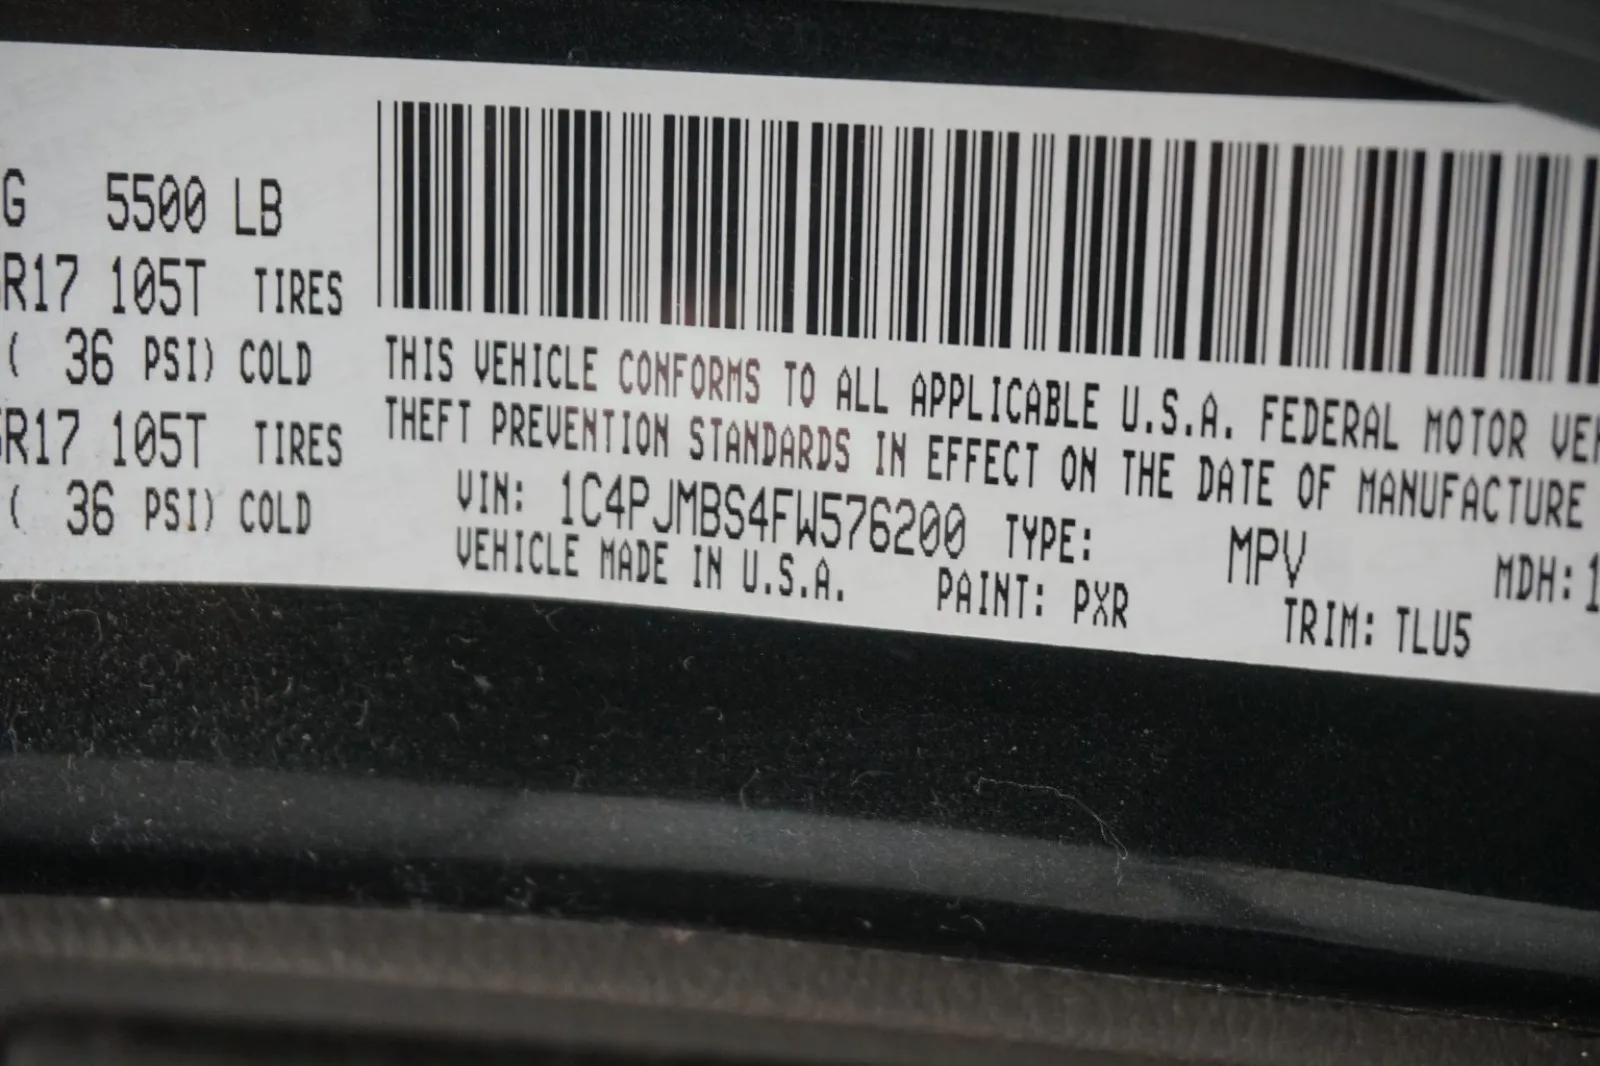 G 5500 LB
R17 105T TIRES
( 36 PSI) COLD
R17 105T TIRES
( 36 PSI) COLD
THIS VEHICLE CONFORMS TO ALL APPLICABLE U.S.A. FEDERAL MOTOR VEH
THEFT PREVENTION STANDARDS IN EFFECT ON THE DATE OF MANUFACTURE
VIN: 1C4PJMBS4FW576200 TYPE: MPV MDH: 1
VEHICLE MADE IN U.S.A. PAINT: PXR TRIM: TLU5